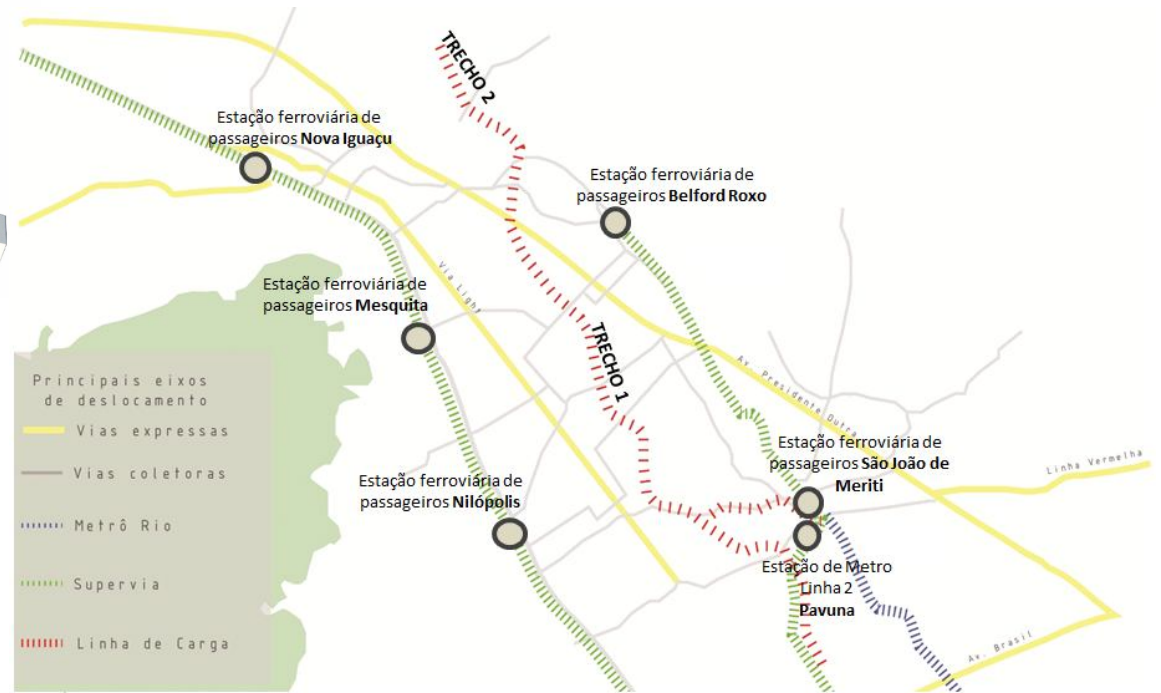 TRECHO 2
Estação ferroviária de
passageiros Nova Iguaçu
Estação ferroviária de
passageiros Belford Roxo
Via Light
Estação ferroviária de
passageiros Mesquita
TRECHO 1
Av. Presidente Dutra
Principais eixos
de deslocamento
Vias expressas
Vias coletoras
Metrô Rio
Supervia
Linha de Carga
Estação ferroviária de
passageiros São João de
Meriti
Linha Vermelha
Estação ferroviária de
passageiros Nilópolis
Estação de Metro
Linha 2
Pavuna
Av. Brasil